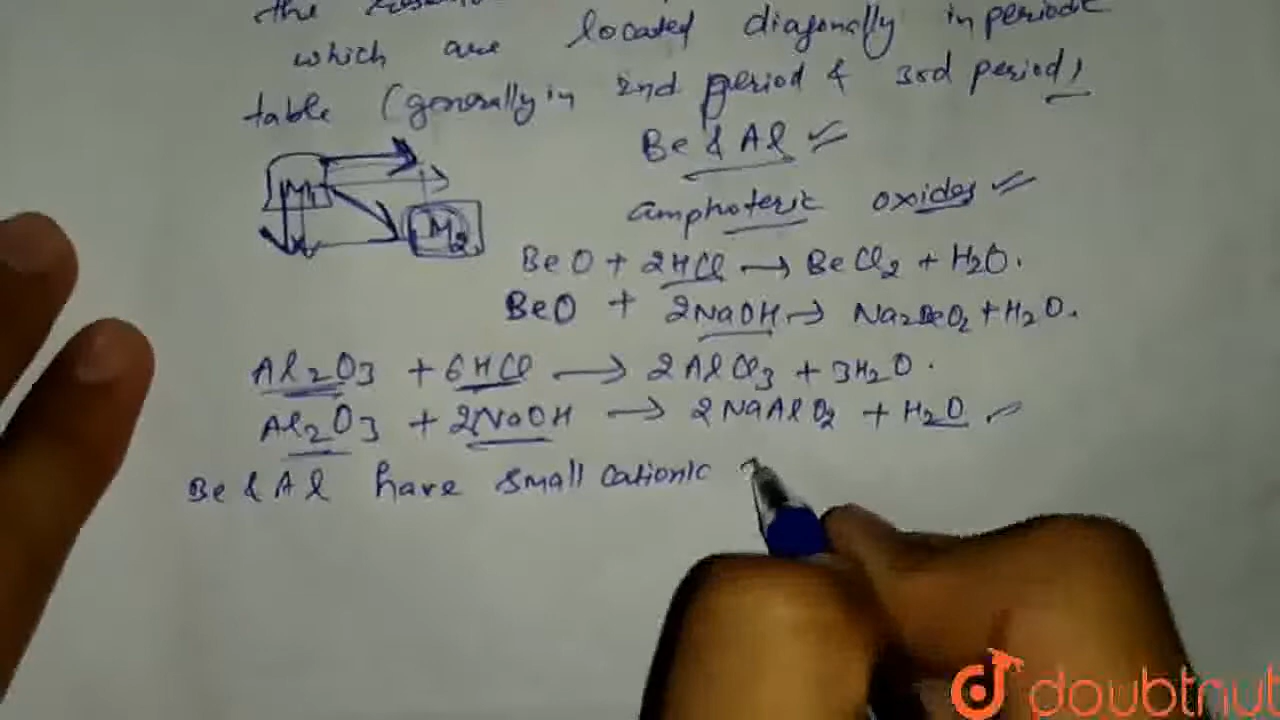 the
which are located diagonally in periodic
table (generally in 2nd period & 3rd period)
Be & Al
M1
amphoteric oxides
M2
BeO + 2HCl → BeCl2 + H2O.
BeO + 2NaOH → Na2BeO2 + H2O.
Al2O3 + 6HCl → 2AlCl3 + 3H2O.
Al2O3 + 2NaOH → 2NaAlO2 + H2O
Be & Al have small cationic
doubtnut